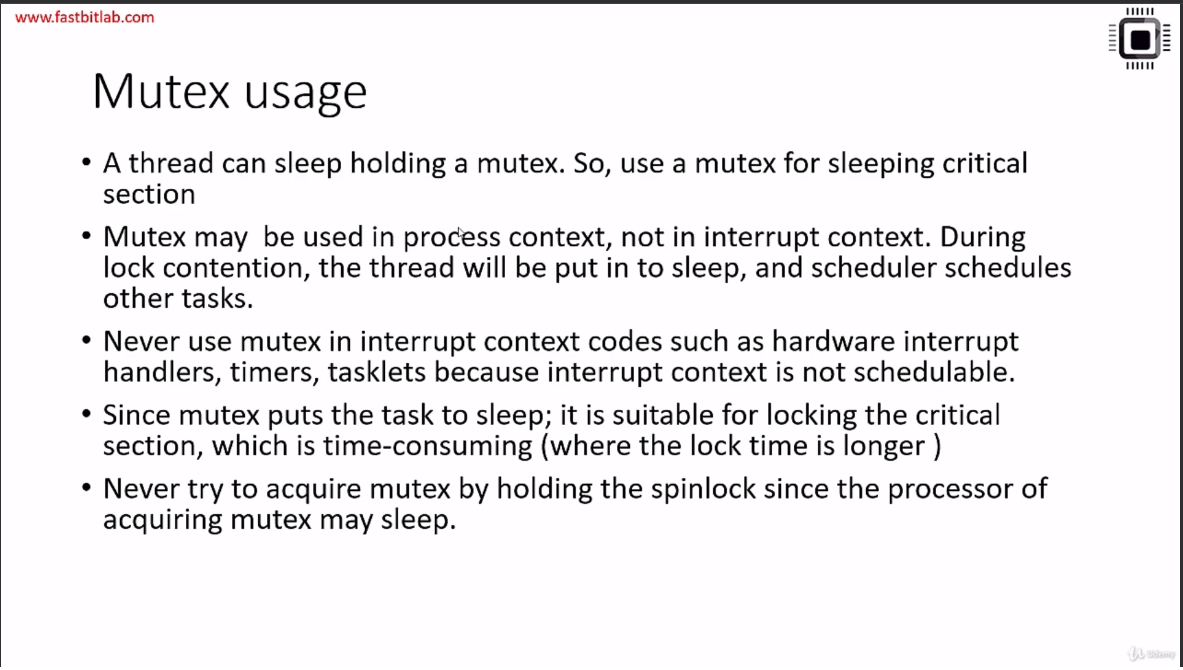 www.fastbitlab.com
Mutex usage
• A thread can sleep holding a mutex. So, use a mutex for sleeping critical
section
• Mutex may  be used in process context, not in interrupt context. During
lock contention, the thread will be put in to sleep, and scheduler schedules
other tasks.
• Never use mutex in interrupt context codes such as hardware interrupt
handlers, timers, tasklets because interrupt context is not schedulable.
• Since mutex puts the task to sleep; it is suitable for locking the critical
section, which is time-consuming (where the lock time is longer )
• Never try to acquire mutex by holding the spinlock since the processor of
acquiring mutex may sleep.
Udemy